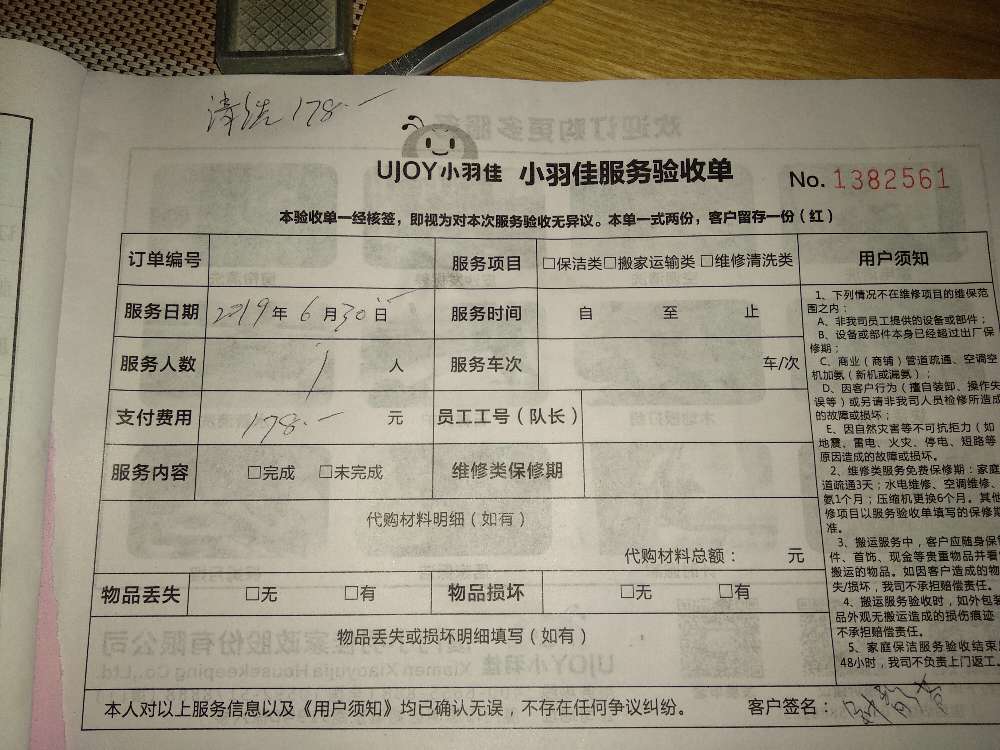 清洗 178.一
UJOY小羽佳 小羽佳服务验收单 No. 1382561
本验收单一经核签，即视为对本次服务验收无异议。本单一式两份，客户留存一份（红）
订单编号 服务项目 □保洁类□搬家运输类 □维修清洗类 用户须知
服务日期 2019年 6月30日 服务时间 自 至 止
服务人数 1 人 服务车次 车/次
支付费用 178.一 元 员工工号（队长）
服务内容 □完成 □未完成 维修类保修期
代购材料明细（如有）
代购材料总额： 元
物品丢失 □无 □有 物品损坏 □无 □有
物品丢失或损坏明细填写（如有）
本人对以上服务信息以及《用户须知》均已确认无误，不存在任何争议纠纷。 客户签名：
1、下列情况不在维修项目的维保范
围之内：
A、非我司员工提供的设备或部件；
B、设备或部件本身已经超过出厂保
修期；
C、商业（商铺）管道疏通、空调空
机加氨（新机或漏氨）；
D、因客户行为（擅自装卸、操作失
误等）或另请非我司人员检修所造成
的故障或损坏；
E、因自然灾害等不可抗拒力（如
地震、雷电、火灾、停电、短路等
原因造成的故障或损坏。
2、维修类服务免费保修期：家庭
道疏通3天；水电维修、空调维修、
氨1个月；压缩机更换6个月。其他
修项目以服务验收单填写的保修期
准。
3、搬运服务中，客户应随身保管
件、首饰、现金等贵重物品并看
搬运的物品。如因客户造成的物
失/损坏，我司不承担赔偿责任。
4、搬运服务验收时，如外包装
品外观无搬运造成的损伤痕迹
不承担赔偿责任。
5、家庭保洁服务验收结束
48小时，我司不负责上门返工。